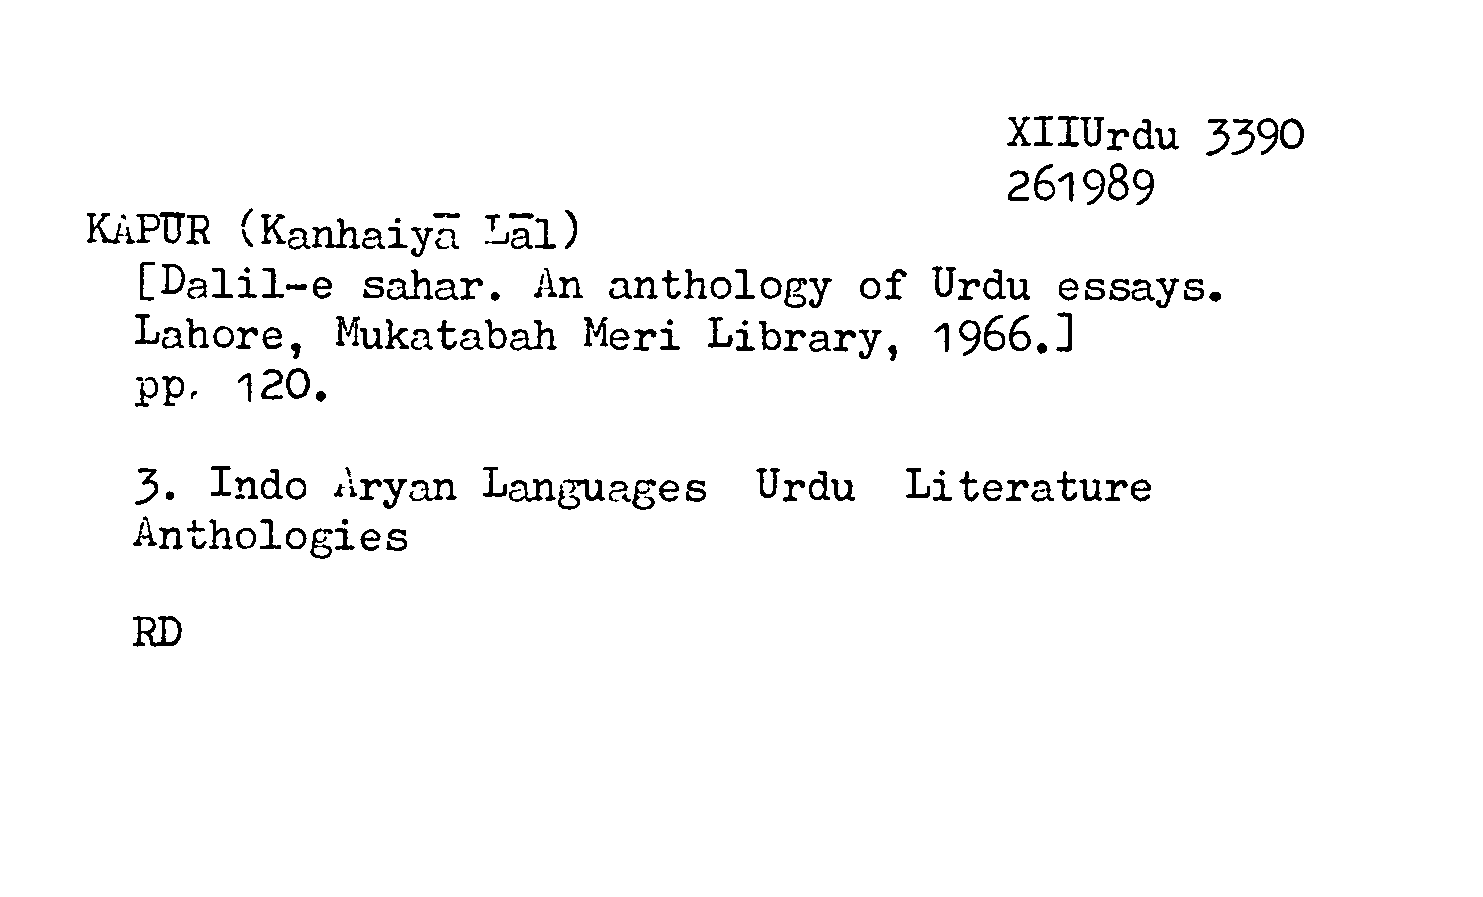 XIIUrdu 3390
261989
KAPŪR (Kanhaiyā Lāl)
[Dalil-e sahar. An anthology of Urdu essays.
Lahore, Mukatabah Meri Library, 1966.]
pp. 120.
3. Indo Aryan Languages Urdu Literature
Anthologies
RD